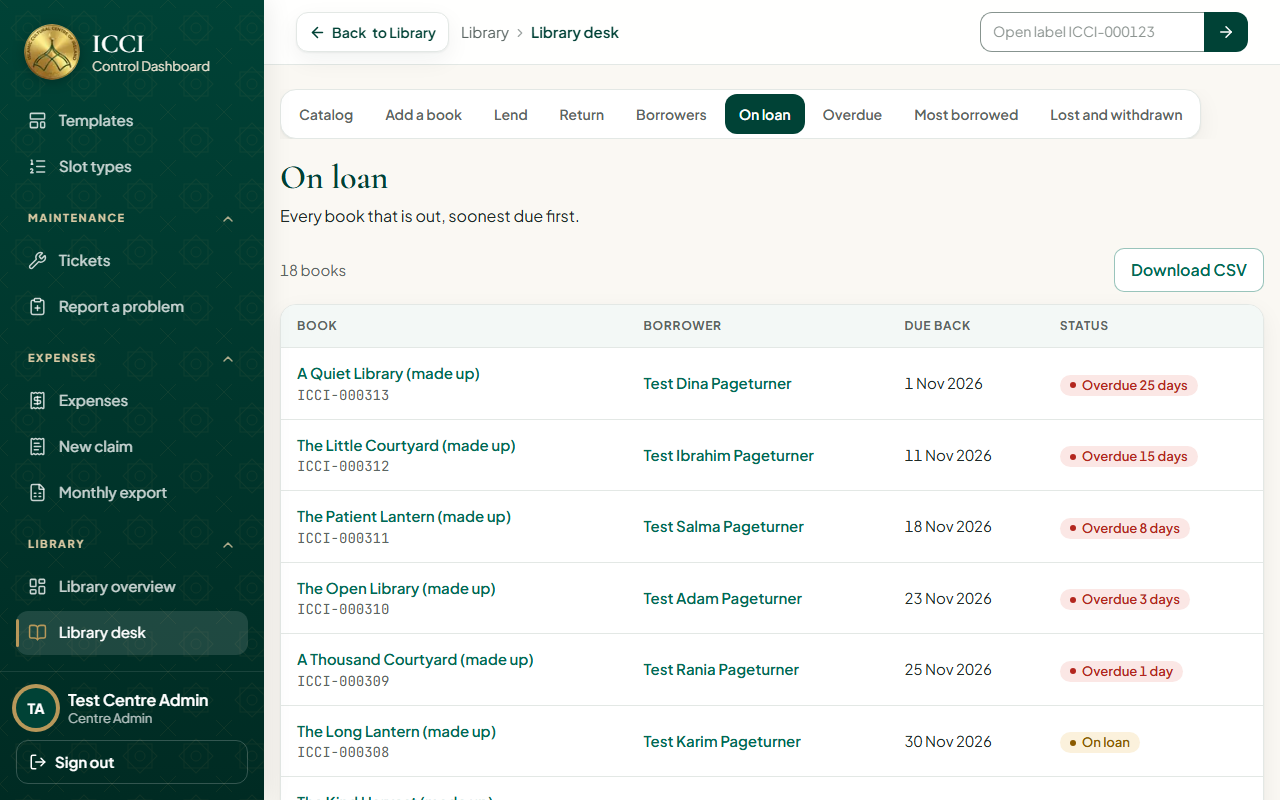 ICCI
Control Dashboard
Templates
Slot types
MAINTENANCE
Tickets
Report a problem
EXPENSES
Expenses
New claim
Monthly export
LIBRARY
Library overview
Library desk
TA
Test Centre Admin
Centre Admin
Sign out
Back to Library
Library > Library desk
Open label ICCI-000123
Catalog
Add a book
Lend
Return
Borrowers
On loan
Overdue
Most borrowed
Lost and withdrawn
On loan
Every book that is out, soonest due first.
18 books
Download CSV
BOOK BORROWER DUE BACK STATUS
A Quiet Library (made up)
ICCI-000313
Test Dina Pageturner
1 Nov 2026
Overdue 25 days
The Little Courtyard (made up)
ICCI-000312
Test Ibrahim Pageturner
11 Nov 2026
Overdue 15 days
The Patient Lantern (made up)
ICCI-000311
Test Salma Pageturner
18 Nov 2026
Overdue 8 days
The Open Library (made up)
ICCI-000310
Test Adam Pageturner
23 Nov 2026
Overdue 3 days
A Thousand Courtyard (made up)
ICCI-000309
Test Rania Pageturner
25 Nov 2026
Overdue 1 day
The Long Lantern (made up)
ICCI-000308
Test Karim Pageturner
30 Nov 2026
On loan